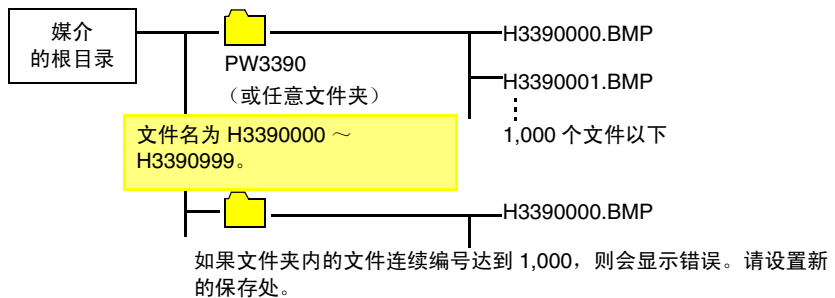 媒介
的根目录
PW3390
（或任意文件夹）
H3390000.BMP
H3390001.BMP
1,000 个文件以下
文件名为 H3390000 ～
H3390999。
H3390000.BMP
如果文件夹内的文件连续编号达到 1,000，则会显示错误。请设置新
的保存处。